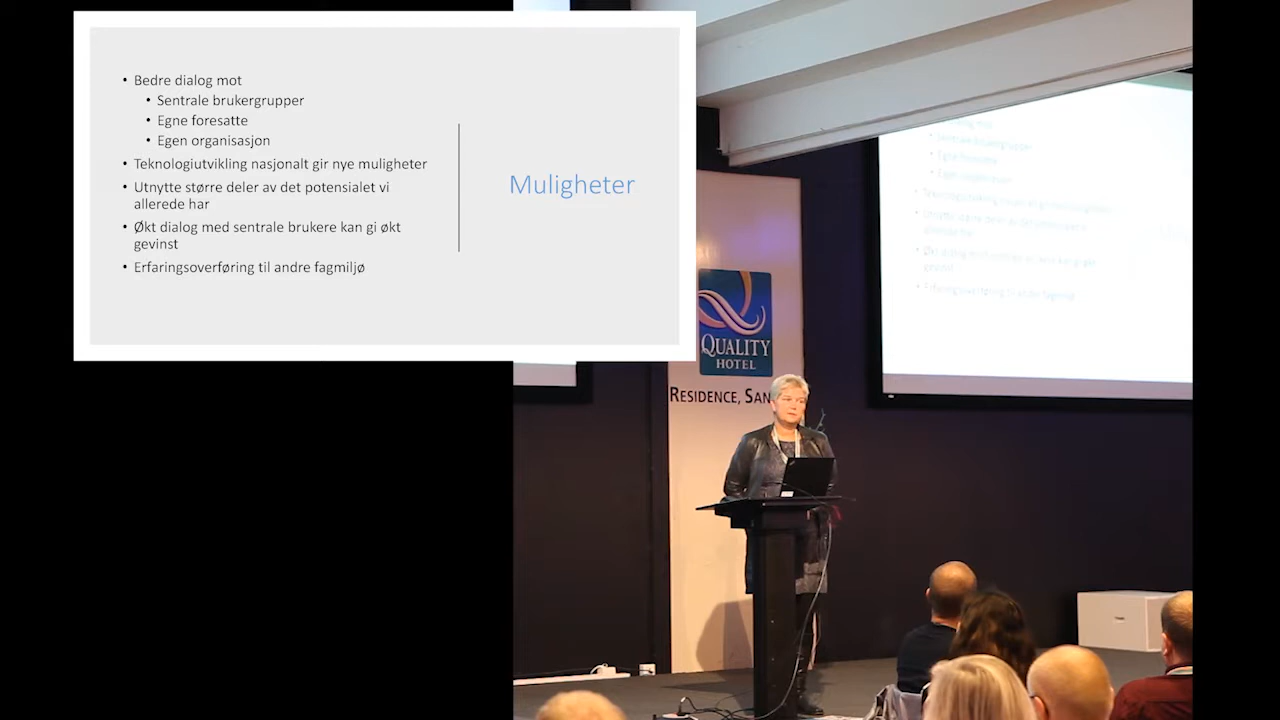 • Bedre dialog mot
• Sentrale brukergrupper
• Egne foresatte
• Egen organisasjon
• Teknologiutvikling nasjonalt gir nye muligheter
• Utnytte større deler av det potensialet vi
allerede har
• Økt dialog med sentrale brukere kan gi økt
gevinst
• Erfaringsoverføring til andre fagmiljø
Muligheter
QUALITY
HOTEL
RESIDENCE, SAN